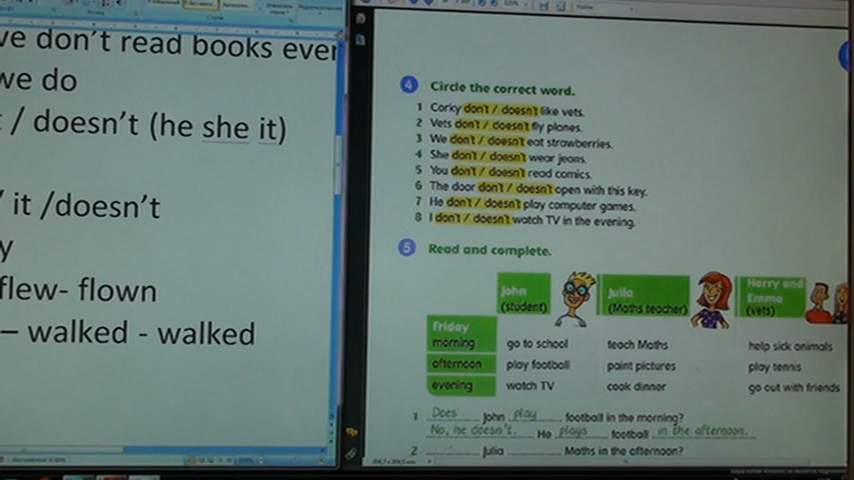 ve don't read books ever
we do
/ doesn't (he she it)
it /doesn't
y
flew- flown
– walked - walked
4 Circle the correct word.
1 Corky don't / doesn't like vets.
2 Vets don't / doesn't fly planes.
3 We don't / doesn't eat strawberries.
4 She don't / doesn't wear jeans.
5 You don't / doesn't read comics.
6 The door don't / doesn't open with this key.
7 He don't / doesn't play computer games.
8 I don't / doesn't watch TV in the evening.
5 Read and complete.
John (student) Julia (Maths teacher) Harry and Emma (vets)
Friday
morning go to school teach Maths help sick animals
afternoon play football paint pictures play tennis
evening watch TV cook dinner go out with friends
1 Does John play football in the morning?
No, he doesn't. He plays football in the afternoon.
2 Julia Maths in the afternoon?